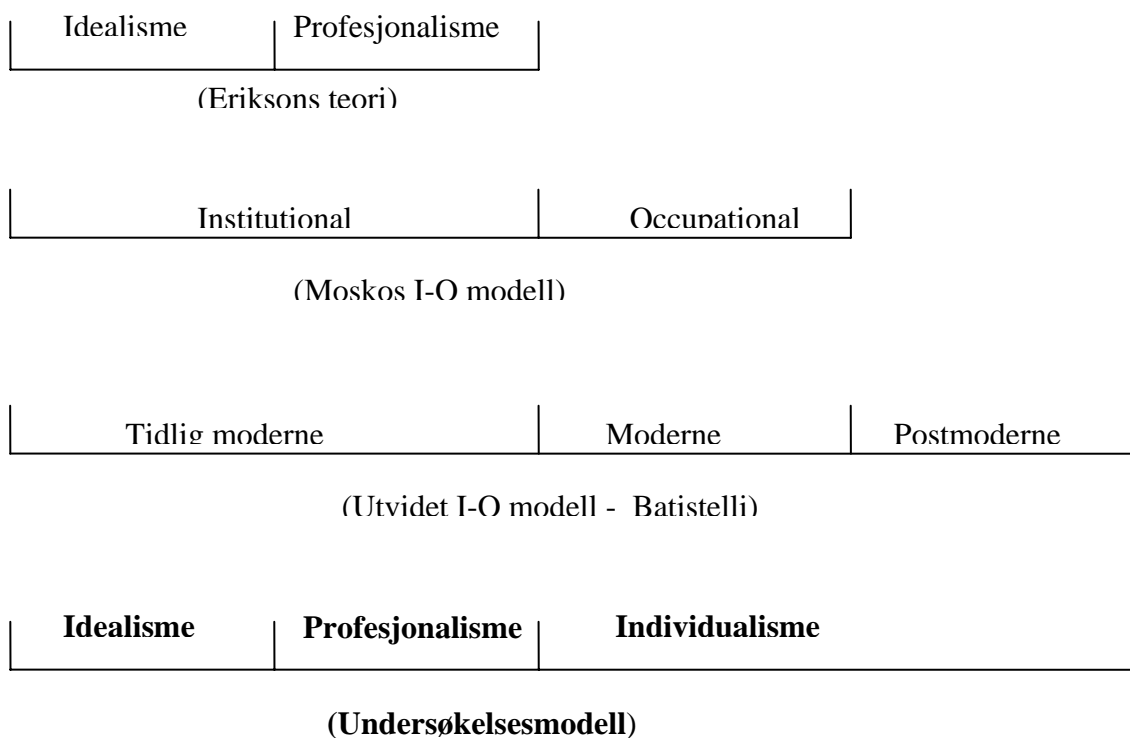 Idealisme Profesjonalisme
(Eriksons teori)
Institutional Occupational
(Moskos I-O modell)
Tidlig moderne Moderne Postmoderne
(Utvidet I-O modell - Batistelli)
Idealisme Profesjonalisme Individualisme
(Undersøkelsesmodell)